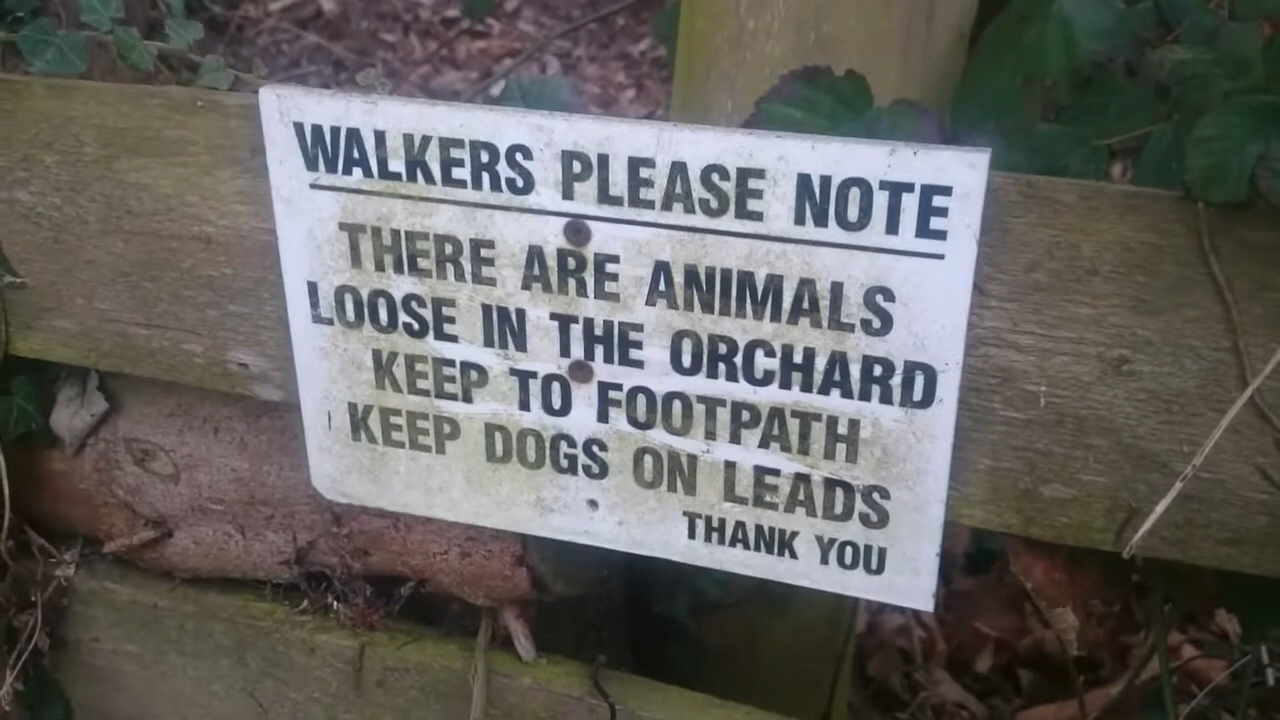 WALKERS PLEASE NOTE
THERE ARE ANIMALS
LOOSE IN THE ORCHARD
KEEP TO FOOTPATH
KEEP DOGS ON LEADS
THANK YOU